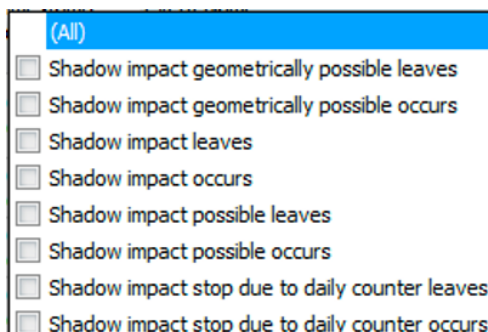 (All)
Shadow impact geometrically possible leaves
Shadow impact geometrically possible occurs
Shadow impact leaves
Shadow impact occurs
Shadow impact possible leaves
Shadow impact possible occurs
Shadow impact stop due to daily counter leaves
Shadow impact stop due to daily counter occurs